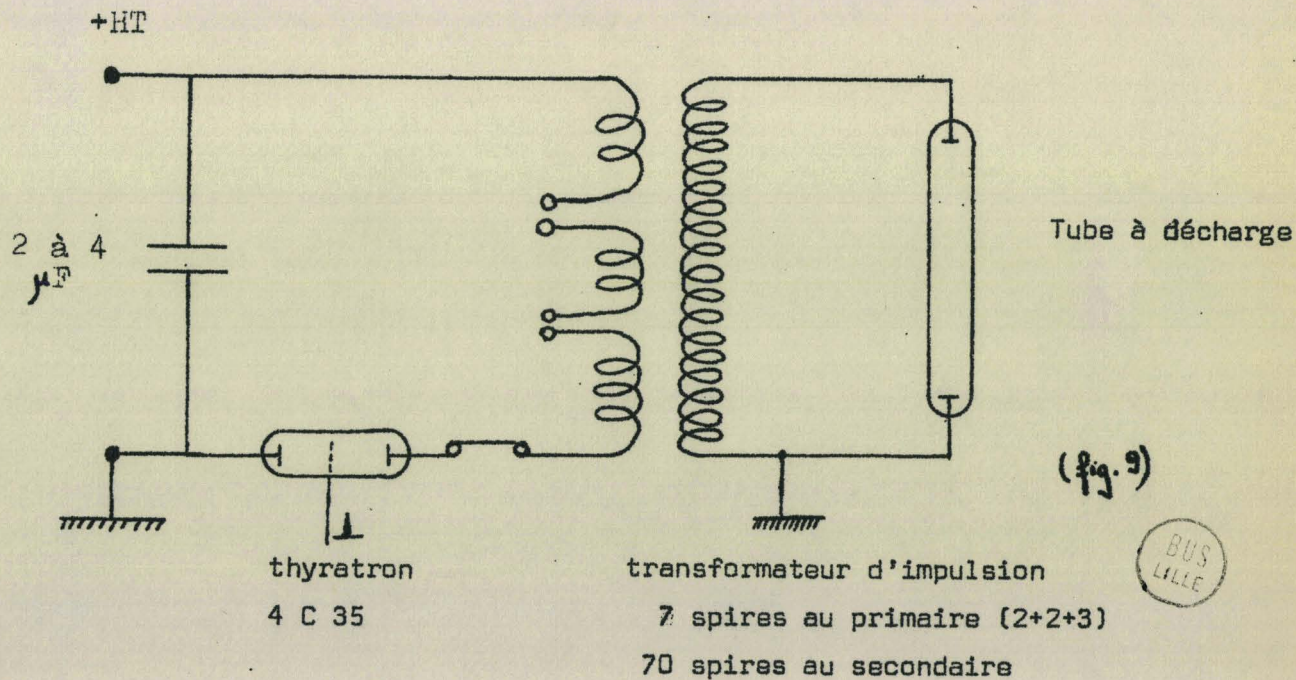 +HT
2 à 4
µF
Tube à décharge
(fig. 9)
thyratron
4 C 35
transformateur d'impulsion
7 spires au primaire (2+2+3)
70 spires au secondaire
BUS
LILLE